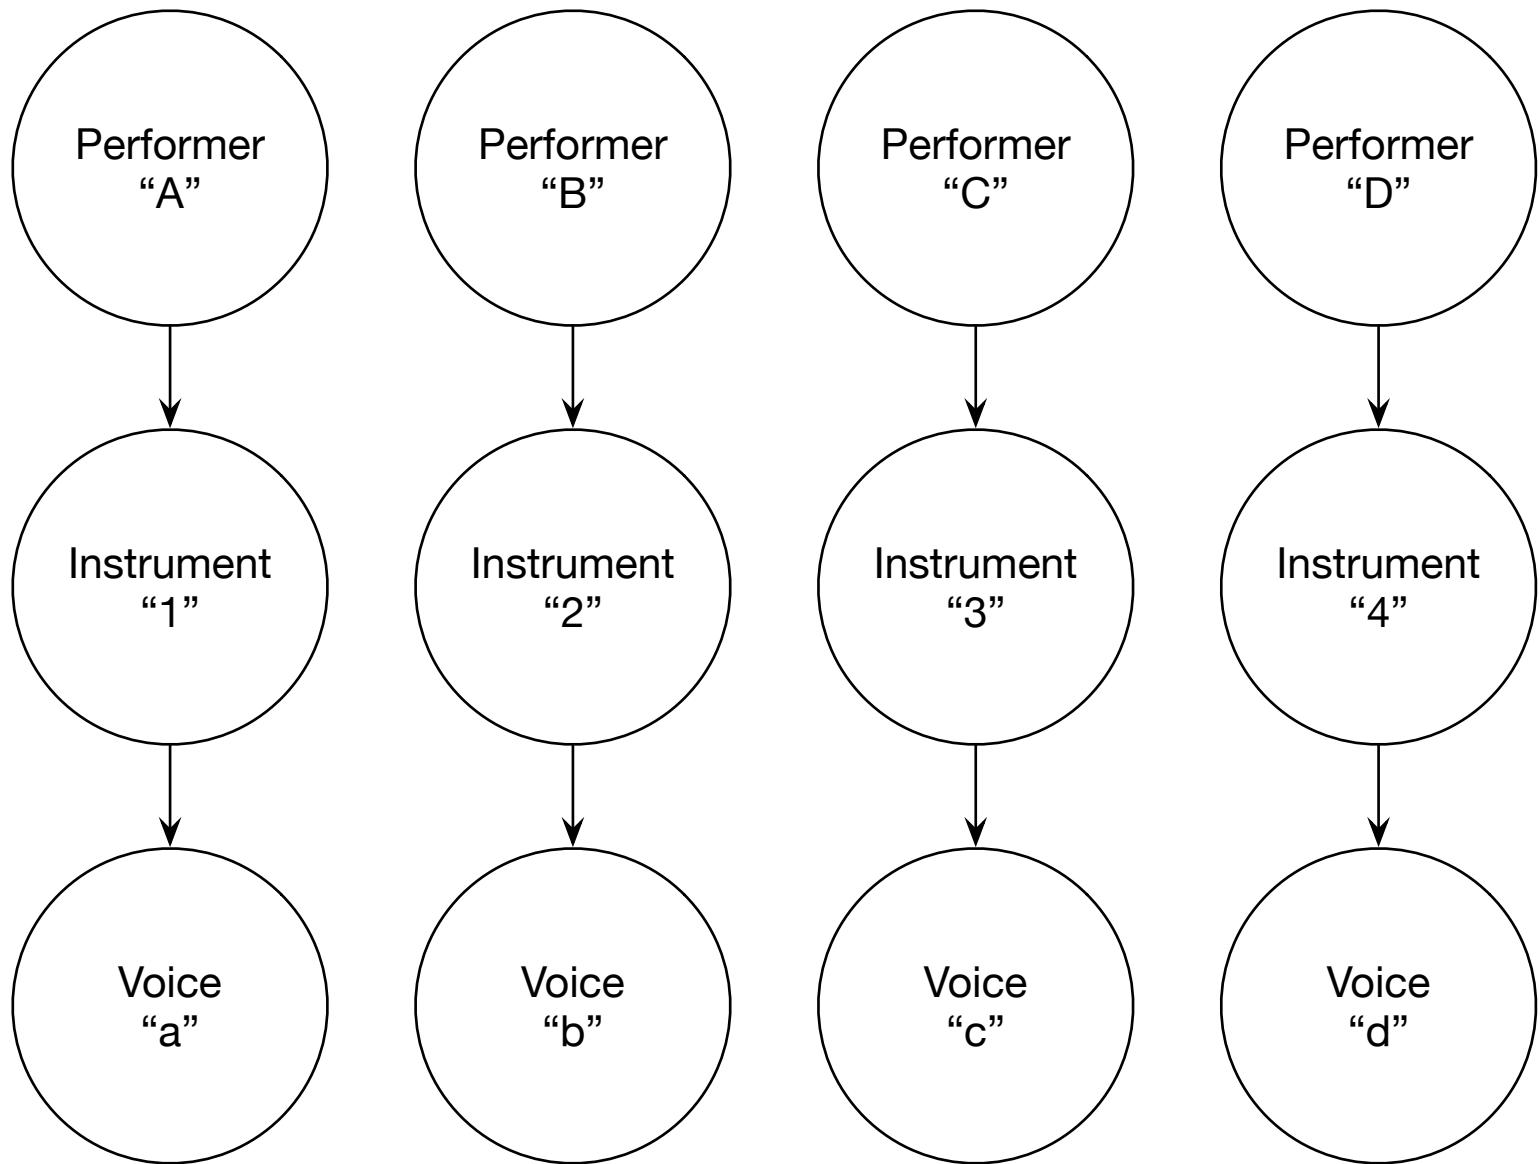 Performer
“A”
Performer
“B”
Performer
“C”
Performer
“D”
Instrument
“1”
Instrument
“2”
Instrument
“3”
Instrument
“4”
Voice
“a”
Voice
“b”
Voice
“c”
Voice
“d”